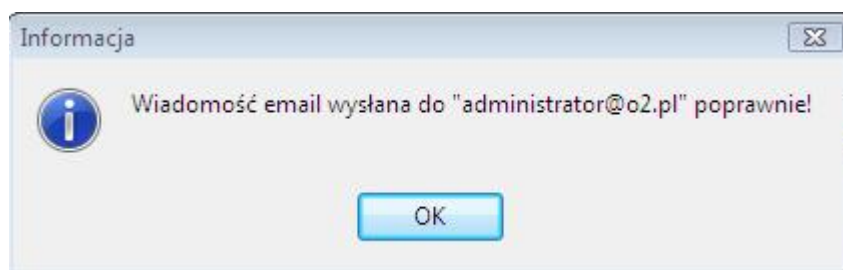 Informacja
Wiadomość email wysłana do "administrator@o2.pl" poprawnie!
OK